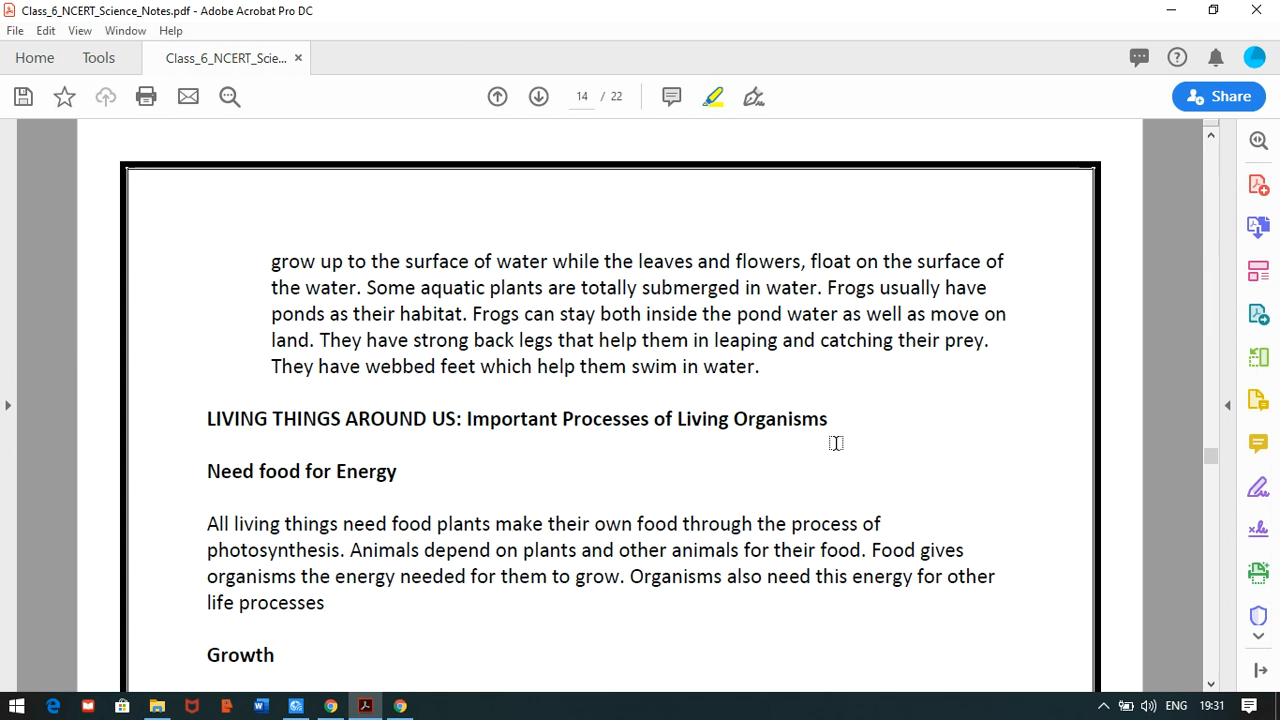 Class_6_NCERT_Science_Notes.pdf - Adobe Acrobat Pro DC
File Edit View Window Help
Home Tools Class_6_NCERT_Scie... ×
14 / 22
Share
grow up to the surface of water while the leaves and flowers, float on the surface of
the water. Some aquatic plants are totally submerged in water. Frogs usually have
ponds as their habitat. Frogs can stay both inside the pond water as well as move on
land. They have strong back legs that help them in leaping and catching their prey.
They have webbed feet which help them swim in water.
LIVING THINGS AROUND US: Important Processes of Living Organisms
Need food for Energy
All living things need food plants make their own food through the process of
photosynthesis. Animals depend on plants and other animals for their food. Food gives
organisms the energy needed for them to grow. Organisms also need this energy for other
life processes
Growth
ENG 19:31